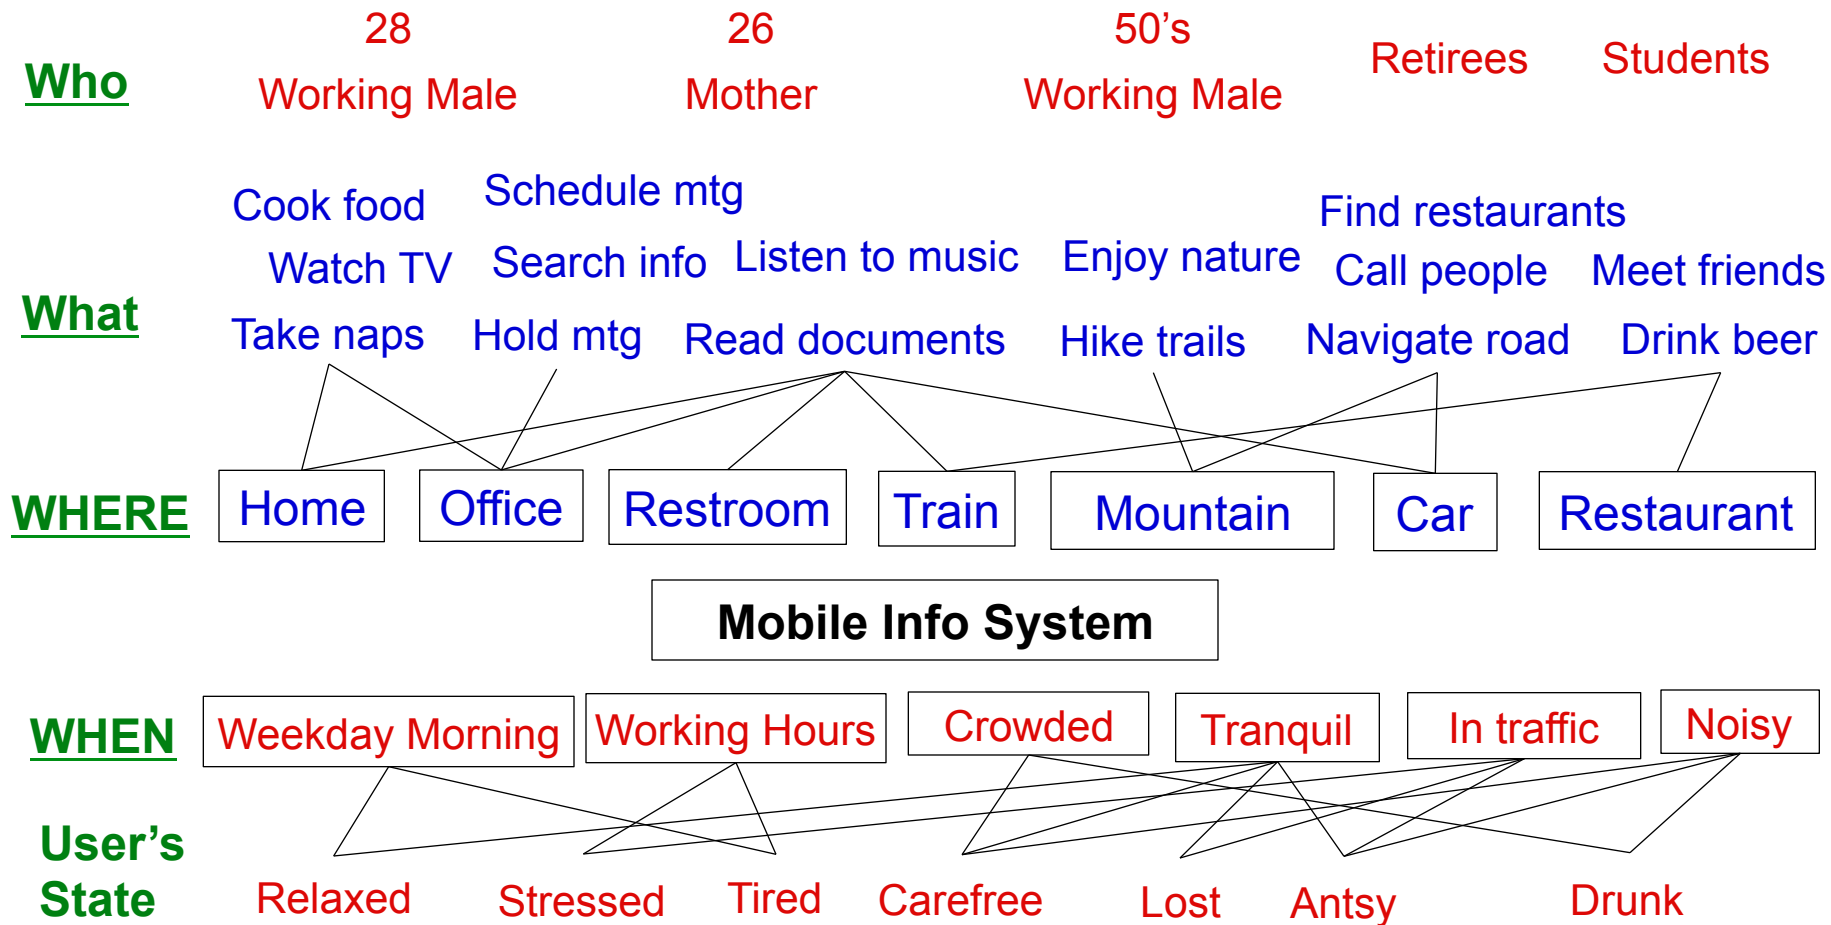 Who
28
Working Male
26
Mother
50's
Working Male
Retirees
Students
What
Cook food
Schedule mtg
Find restaurants
Watch TV
Search info
Listen to music
Enjoy nature
Call people
Meet friends
Take naps
Hold mtg
Read documents
Hike trails
Navigate road
Drink beer
WHERE
Home
Office
Restroom
Train
Mountain
Car
Restaurant
Mobile Info System
WHEN
Weekday Morning
Working Hours
Crowded
Tranquil
In traffic
Noisy
User's
State
Relaxed
Stressed
Tired
Carefree
Lost
Antsy
Drunk